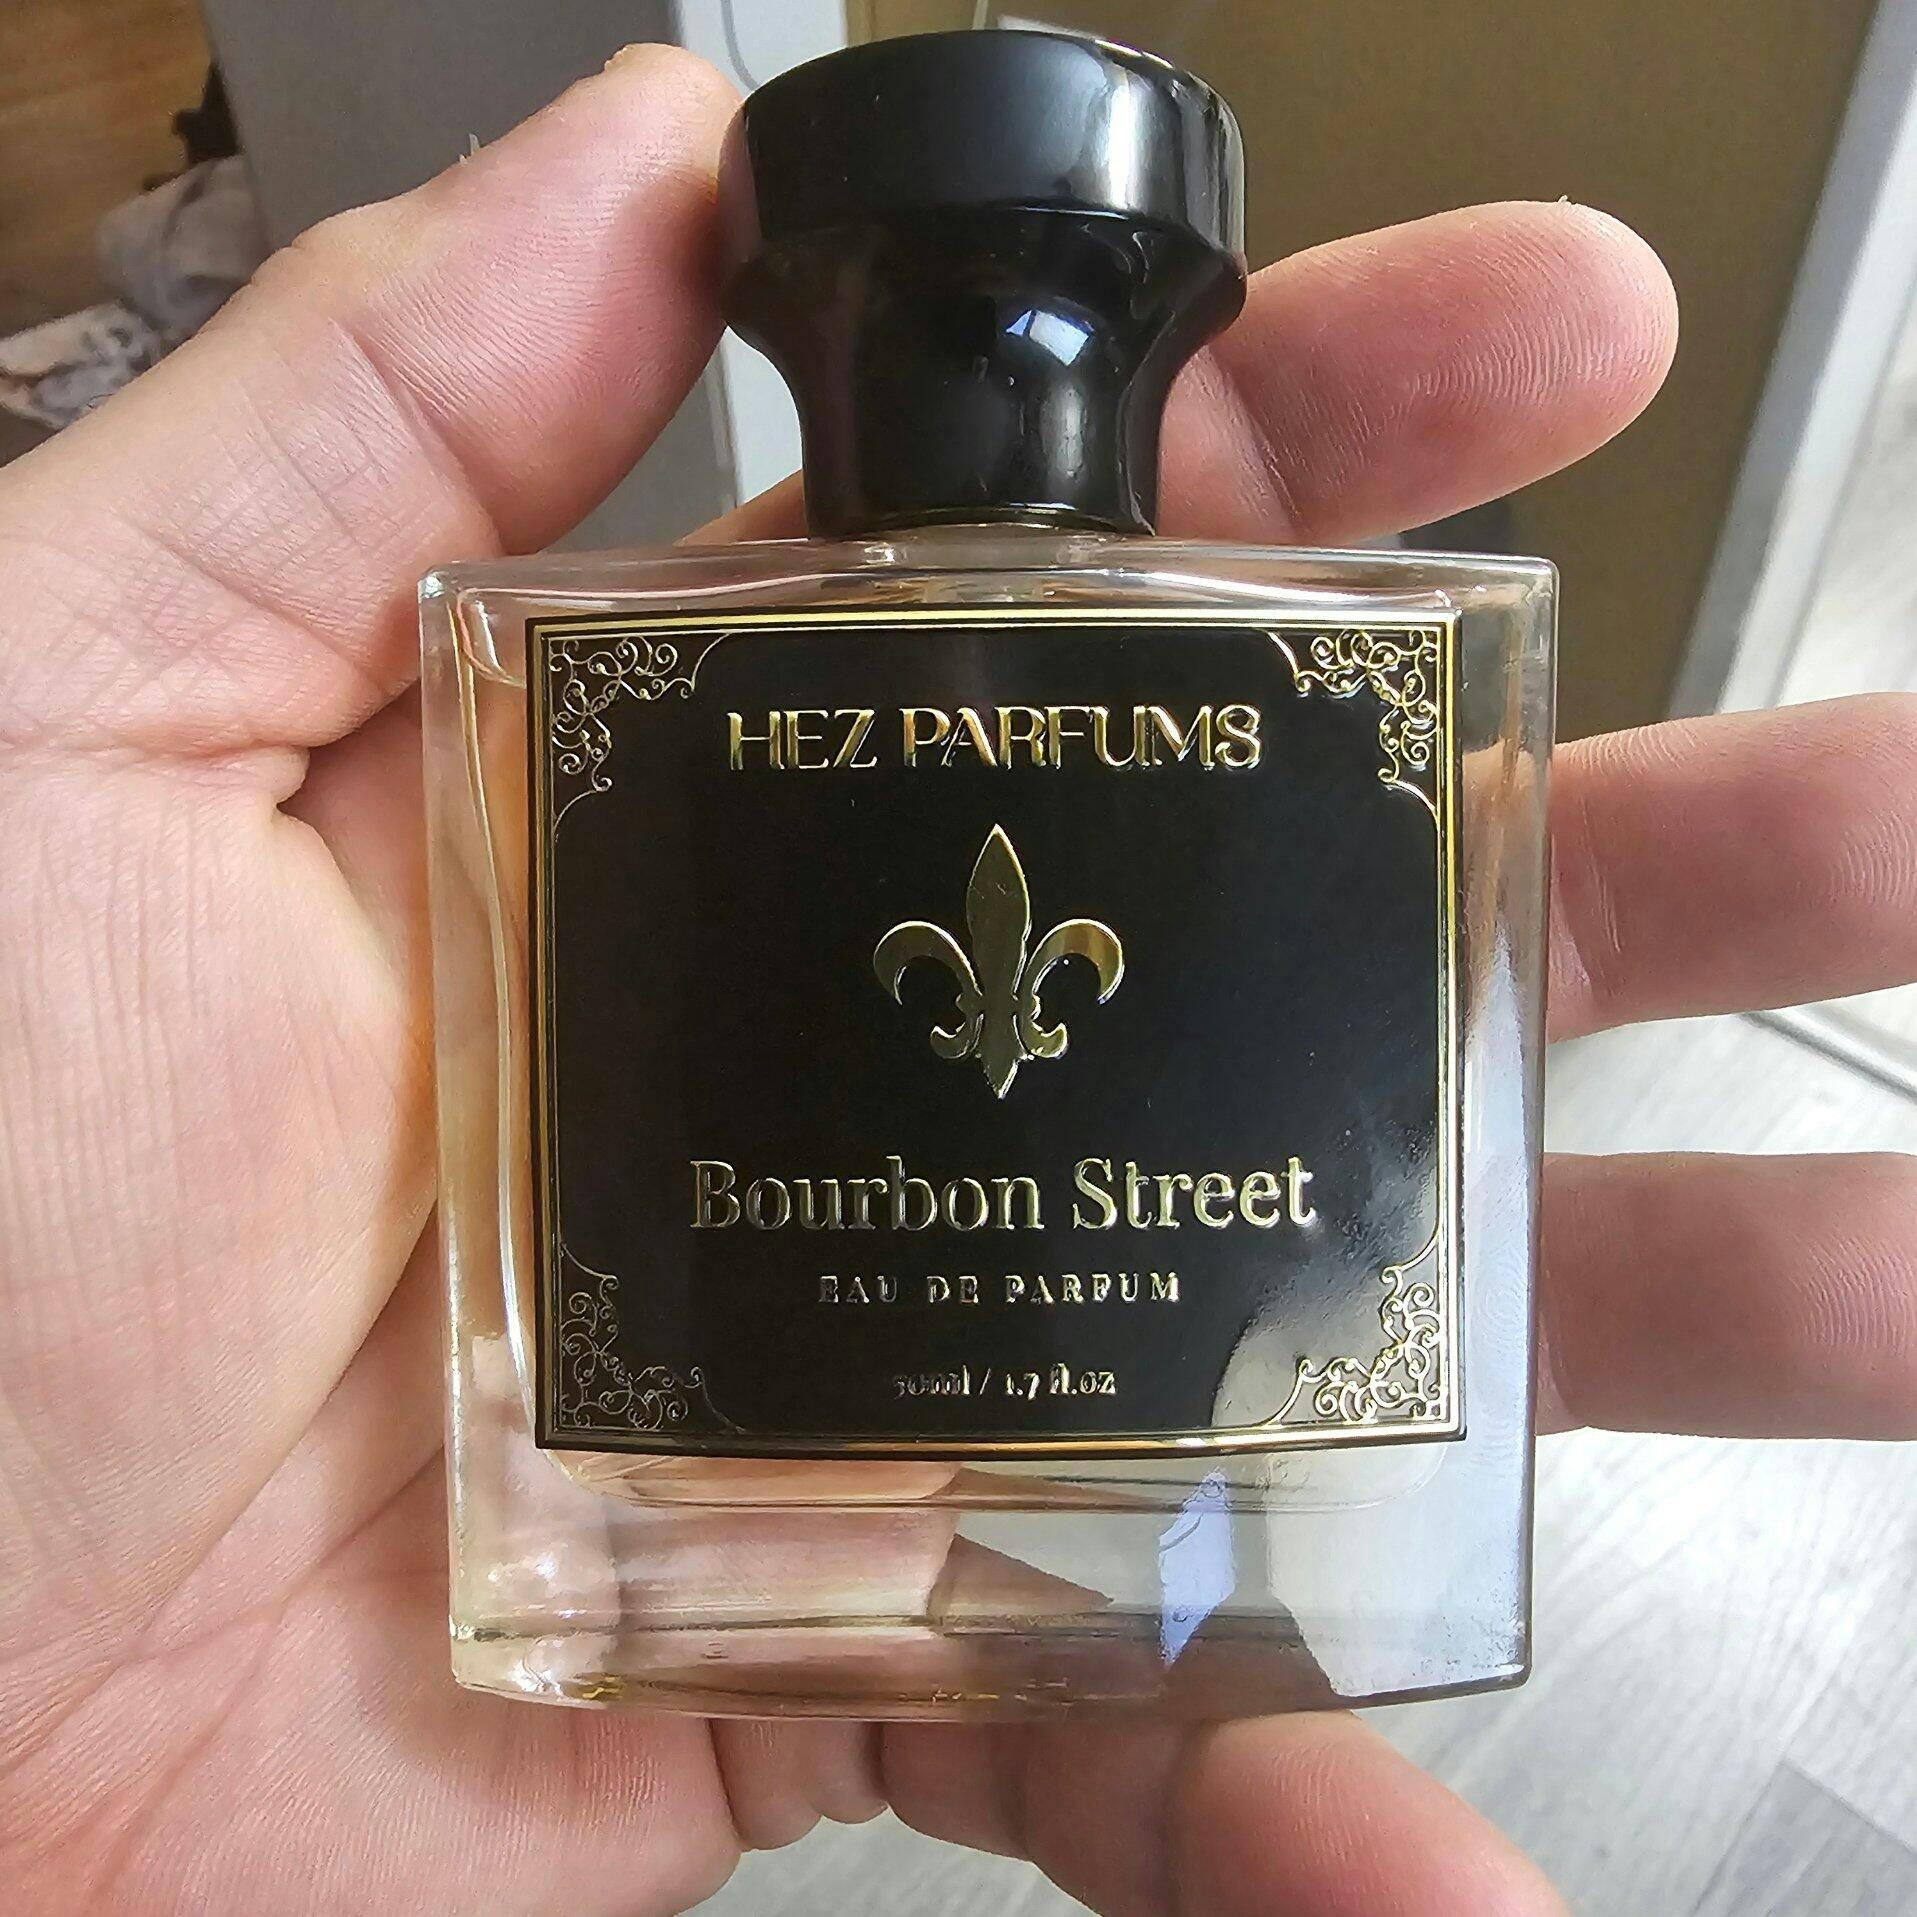 HEZ PARFUMS
Bourbon Street
EAU DE PARFUM
50ml / 1.7 fl.oz